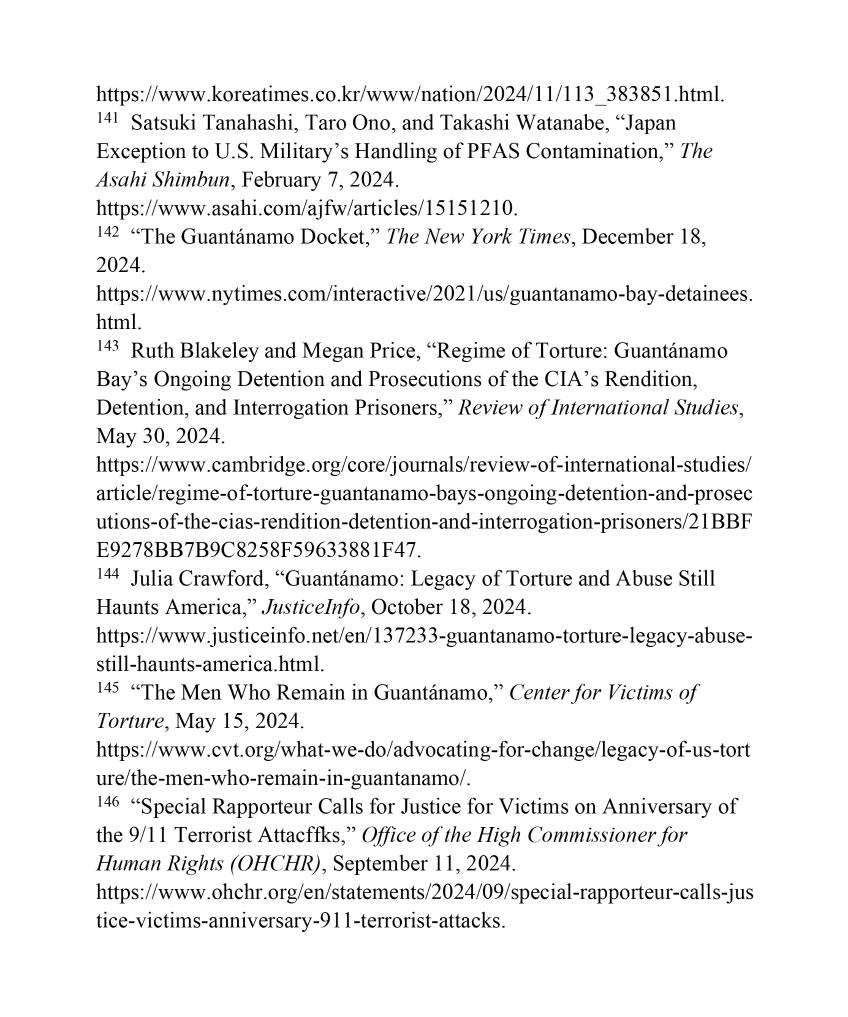 https://www.koreatimes.co.kr/www/nation/2024/11/113_383851.html.
141 Satsuki Tanahashi, Taro Ono, and Takashi Watanabe, “Japan
Exception to U.S. Military’s Handling of PFAS Contamination,” The
Asahi Shimbun, February 7, 2024.
https://www.asahi.com/ajfw/articles/15151210.
142 “The Guantánamo Docket,” The New York Times, December 18,
2024.
https://www.nytimes.com/interactive/2021/us/guantanamo-bay-detainees.
html.
143 Ruth Blakeley and Megan Price, “Regime of Torture: Guantánamo
Bay’s Ongoing Detention and Prosecutions of the CIA’s Rendition,
Detention, and Interrogation Prisoners,” Review of International Studies,
May 30, 2024.
https://www.cambridge.org/core/journals/review-of-international-studies/
article/regime-of-torture-guantanamo-bays-ongoing-detention-and-prosec
utions-of-the-cias-rendition-detention-and-interrogation-prisoners/21BBF
E9278BB7B9C8258F59633881F47.
144 Julia Crawford, “Guantánamo: Legacy of Torture and Abuse Still
Haunts America,” JusticeInfo, October 18, 2024.
https://www.justiceinfo.net/en/137233-guantanamo-torture-legacy-abuse-
still-haunts-america.html.
145 “The Men Who Remain in Guantánamo,” Center for Victims of
Torture, May 15, 2024.
https://www.cvt.org/what-we-do/advocating-for-change/legacy-of-us-tort
ure/the-men-who-remain-in-guantanamo/.
146 “Special Rapporteur Calls for Justice for Victims on Anniversary of
the 9/11 Terrorist Attacffks,” Office of the High Commissioner for
Human Rights (OHCHR), September 11, 2024.
https://www.ohchr.org/en/statements/2024/09/special-rapporteur-calls-jus
tice-victims-anniversary-911-terrorist-attacks.